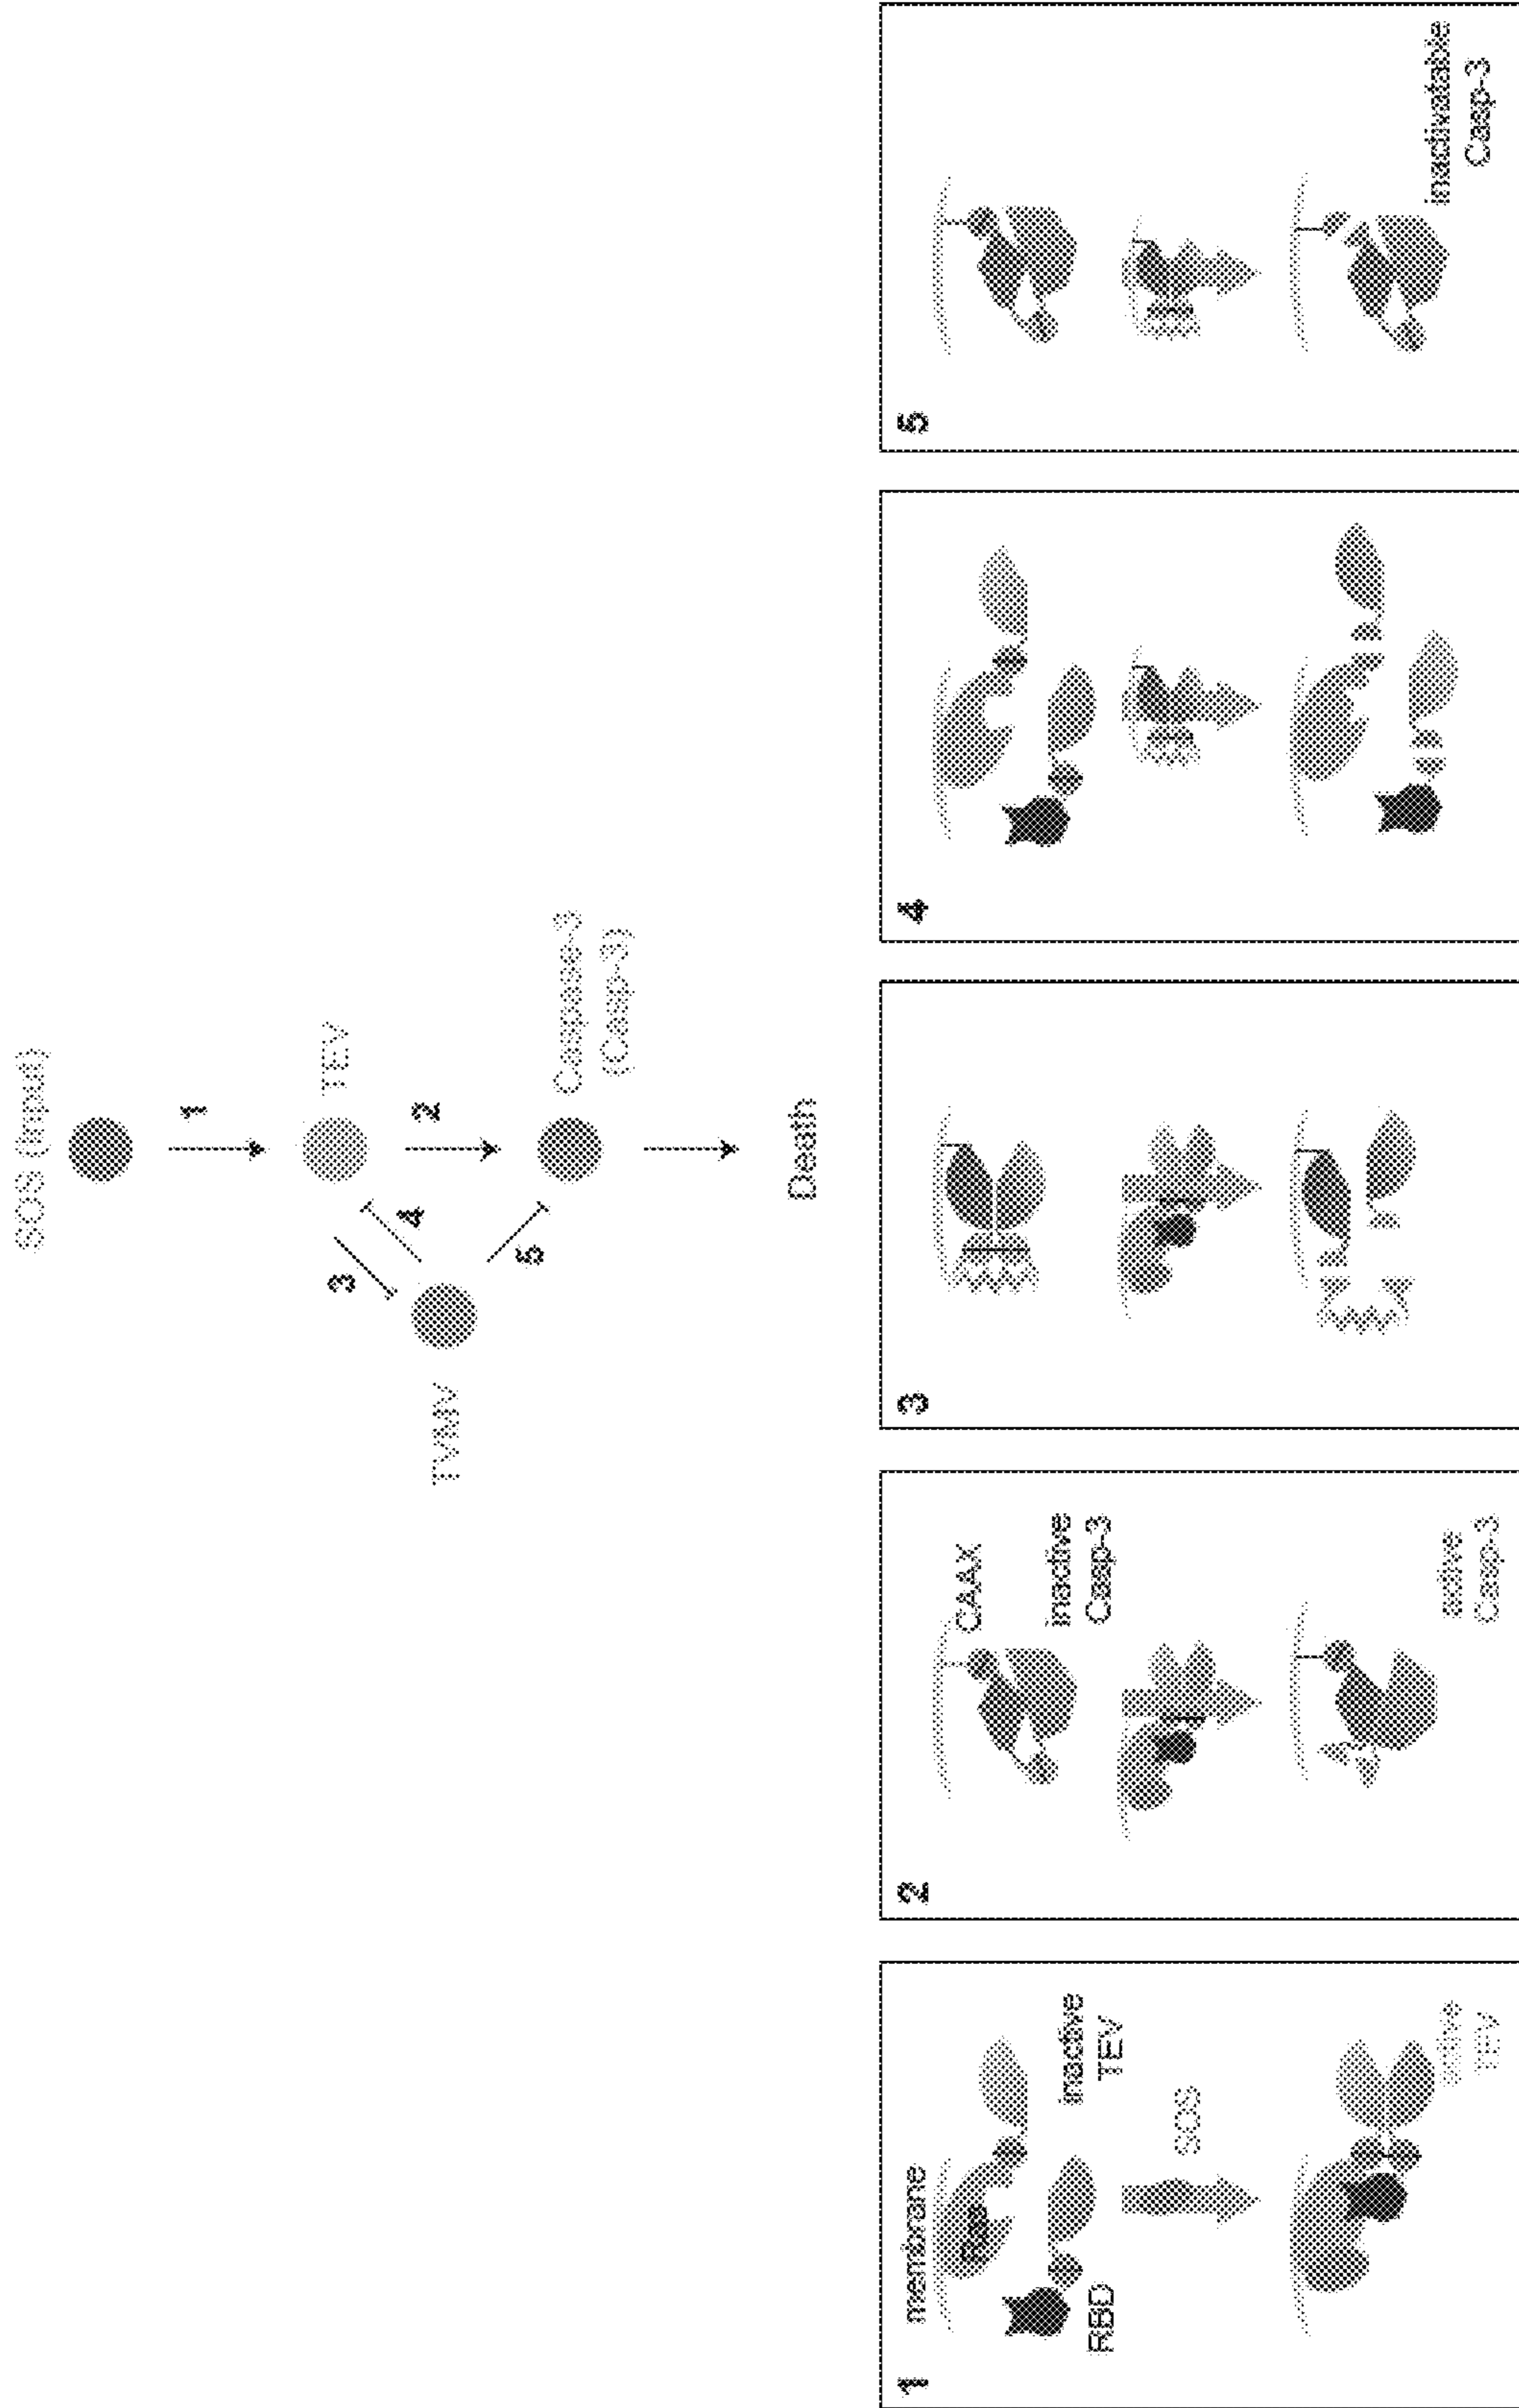 SOS (Input)
1
TEV
3
4
2
TVMV
5
Caspase-3
(Casp-3)
Death
1
membrane
Ras
RBD
inactive
TEV
SOS
active
TEV
2
CAAX
inactive
Casp-3
active
Casp-3
3
4
5
inactivatable
Casp-3